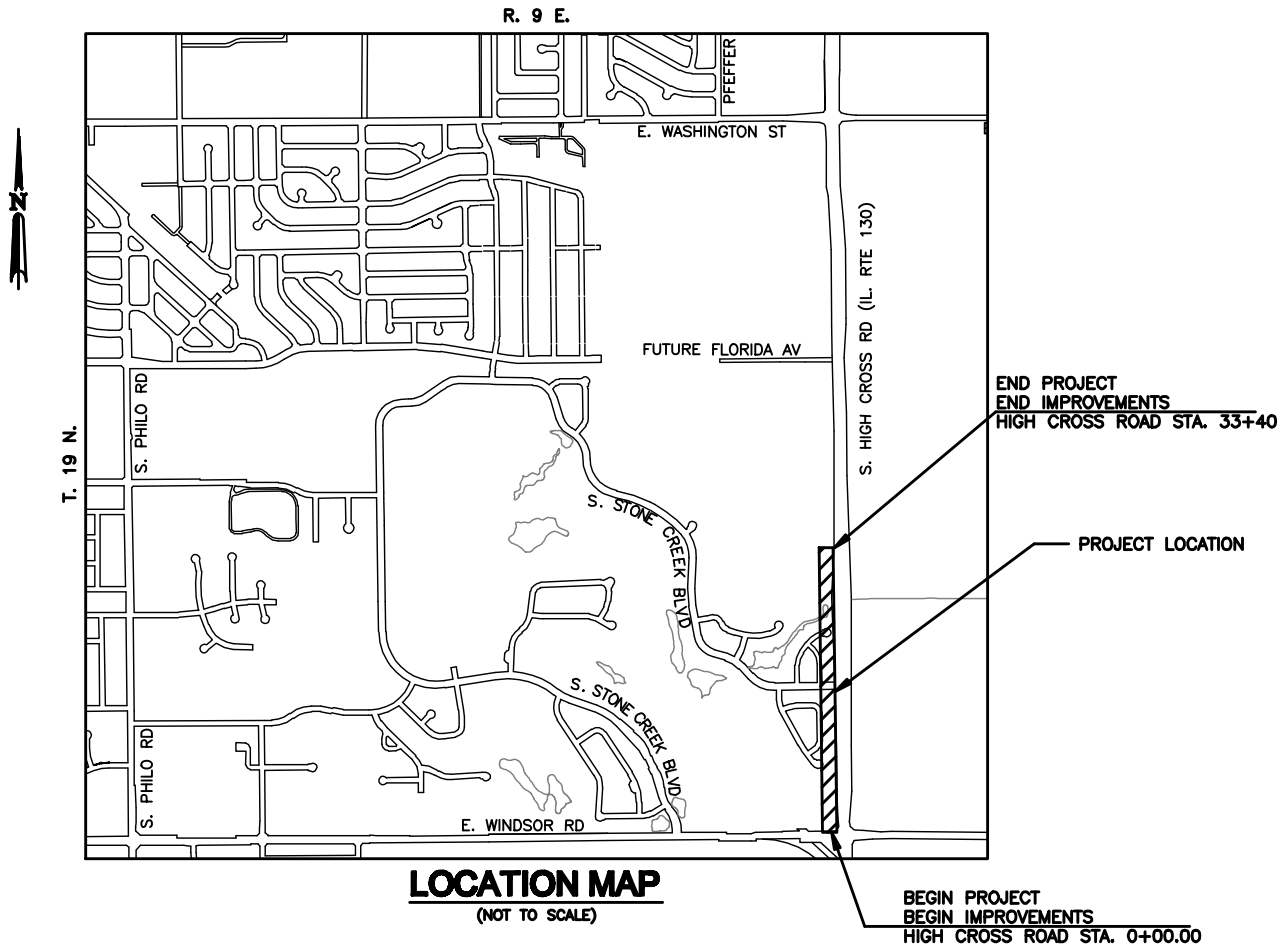 R. 9 E.
PFEFFER
E. WASHINGTON ST
N
S. HIGH CROSS RD (IL. RTE 130)
FUTURE FLORIDA AV
S. PHILO RD
END PROJECT
END IMPROVEMENTS
HIGH CROSS ROAD STA. 33+40
T. 19 N.
S. STONE CREEK BLVD
PROJECT LOCATION
S. STONE CREEK BLVD
S. PHILO RD
E. WINDSOR RD
LOCATION MAP
(NOT TO SCALE)
BEGIN PROJECT
BEGIN IMPROVEMENTS
HIGH CROSS ROAD STA. 0+00.00